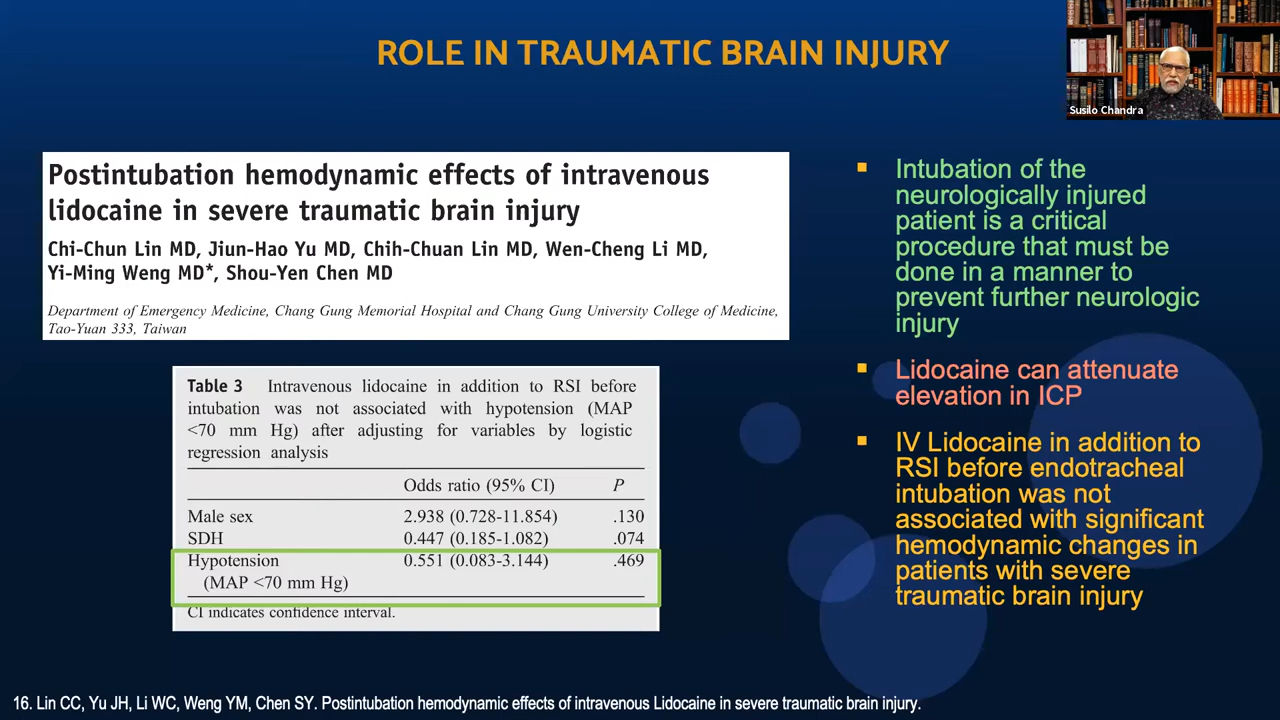 ROLE IN TRAUMATIC BRAIN INJURY
Susilo Chandra
Postintubation hemodynamic effects of intravenous
lidocaine in severe traumatic brain injury
Chi-Chun Lin MD, Jiun-Hao Yu MD, Chih-Chuan Lin MD, Wen-Cheng Li MD,
Yi-Ming Weng MD*, Shou-Yen Chen MD
Department of Emergency Medicine, Chang Gung Memorial Hospital and Chang Gung University College of Medicine,
Tao-Yuan 333, Taiwan
Table 3 Intravenous lidocaine in addition to RSI before
intubation was not associated with hypotension (MAP
<70 mm Hg) after adjusting for variables by logistic
regression analysis
Odds ratio (95% CI) P
Male sex 2.938 (0.728-11.854) .130
SDH 0.447 (0.185-1.082) .074
Hypotension 0.551 (0.083-3.144) .469
(MAP <70 mm Hg)
CI indicates confidence interval.
▪ Intubation of the
neurologically injured
patient is a critical
procedure that must be
done in a manner to
prevent further neurologic
injury
▪ Lidocaine can attenuate
elevation in ICP
▪ IV Lidocaine in addition to
RSI before endotracheal
intubation was not
associated with significant
hemodynamic changes in
patients with severe
traumatic brain injury
16. Lin CC, Yu JH, Li WC, Weng YM, Chen SY. Postintubation hemodynamic effects of intravenous Lidocaine in severe traumatic brain injury.